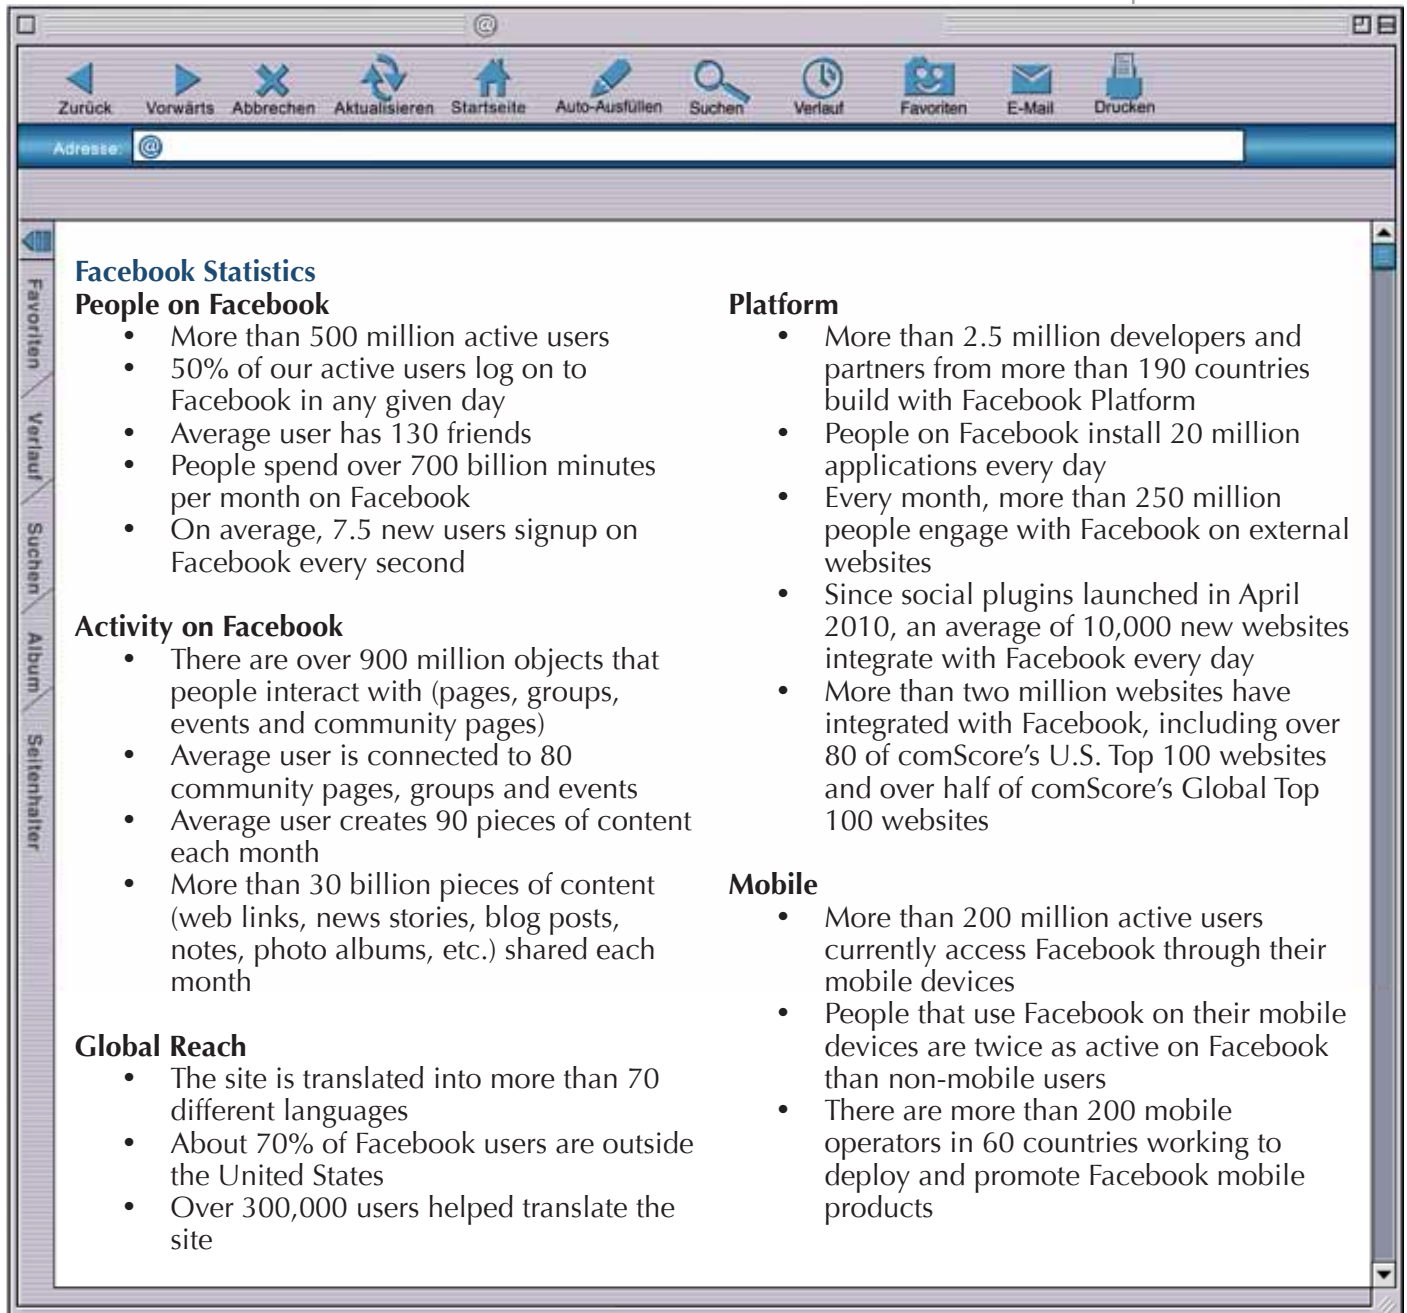 @
Zurück Vorwärts Abbrechen Aktualisieren Startseite Auto-Ausfüllen Suchen Verlauf Favoriten E-Mail Drucken
Adresse: @
Favoriten
Verlauf
Suchen
Album
Seitenhalter
Facebook Statistics
People on Facebook
• More than 500 million active users
• 50% of our active users log on to
Facebook in any given day
• Average user has 130 friends
• People spend over 700 billion minutes
per month on Facebook
• On average, 7.5 new users signup on
Facebook every second
Activity on Facebook
• There are over 900 million objects that
people interact with (pages, groups,
events and community pages)
• Average user is connected to 80
community pages, groups and events
• Average user creates 90 pieces of content
each month
• More than 30 billion pieces of content
(web links, news stories, blog posts,
notes, photo albums, etc.) shared each
month
Global Reach
• The site is translated into more than 70
different languages
• About 70% of Facebook users are outside
the United States
• Over 300,000 users helped translate the
site
Platform
• More than 2.5 million developers and
partners from more than 190 countries
build with Facebook Platform
• People on Facebook install 20 million
applications every day
• Every month, more than 250 million
people engage with Facebook on external
websites
• Since social plugins launched in April
2010, an average of 10,000 new websites
integrate with Facebook every day
• More than two million websites have
integrated with Facebook, including over
80 of comScore's U.S. Top 100 websites
and over half of comScore's Global Top
100 websites
Mobile
• More than 200 million active users
currently access Facebook through their
mobile devices
• People that use Facebook on their mobile
devices are twice as active on Facebook
than non-mobile users
• There are more than 200 mobile
operators in 60 countries working to
deploy and promote Facebook mobile
products